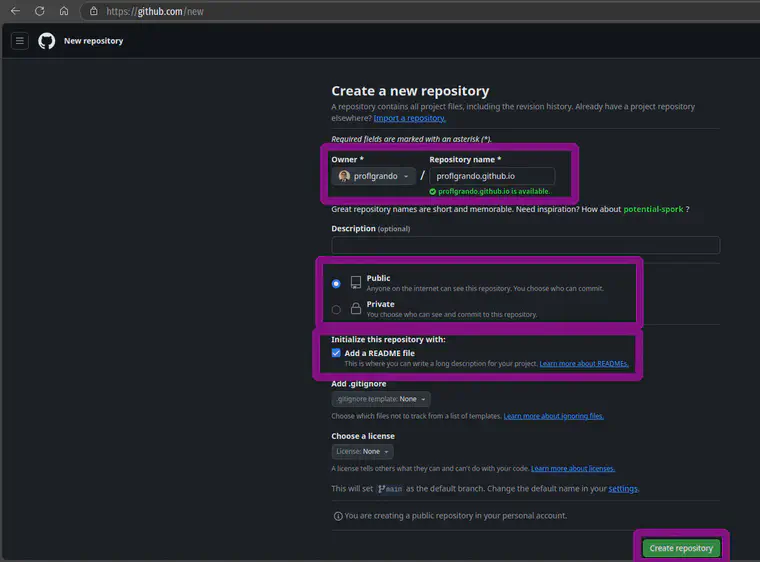 https://github.com/new
New repository
Create a new repository
A repository contains all project files, including the revision history. Already have a project repository
elsewhere? Import a repository.
Required fields are marked with an asterisk (*).
Owner * Repository name *
proflgrando / proflgrando.github.io
proflgrando.github.io is available.
Great repository names are short and memorable. Need inspiration? How about potential-spork ?
Description (optional)
Public
Anyone on the internet can see this repository. You choose who can commit.
Private
You choose who can see and commit to this repository.
Initialize this repository with:
Add a README file
This is where you can write a long description for your project. Learn more about READMEs.
Add .gitignore
.gitignore template: None
Choose which files not to track from a list of templates. Learn more about ignoring files.
Choose a license
License: None
A license tells others what they can and can't do with your code. Learn more about licenses.
This will set main as the default branch. Change the default name in your settings.
You are creating a public repository in your personal account.
Create repository